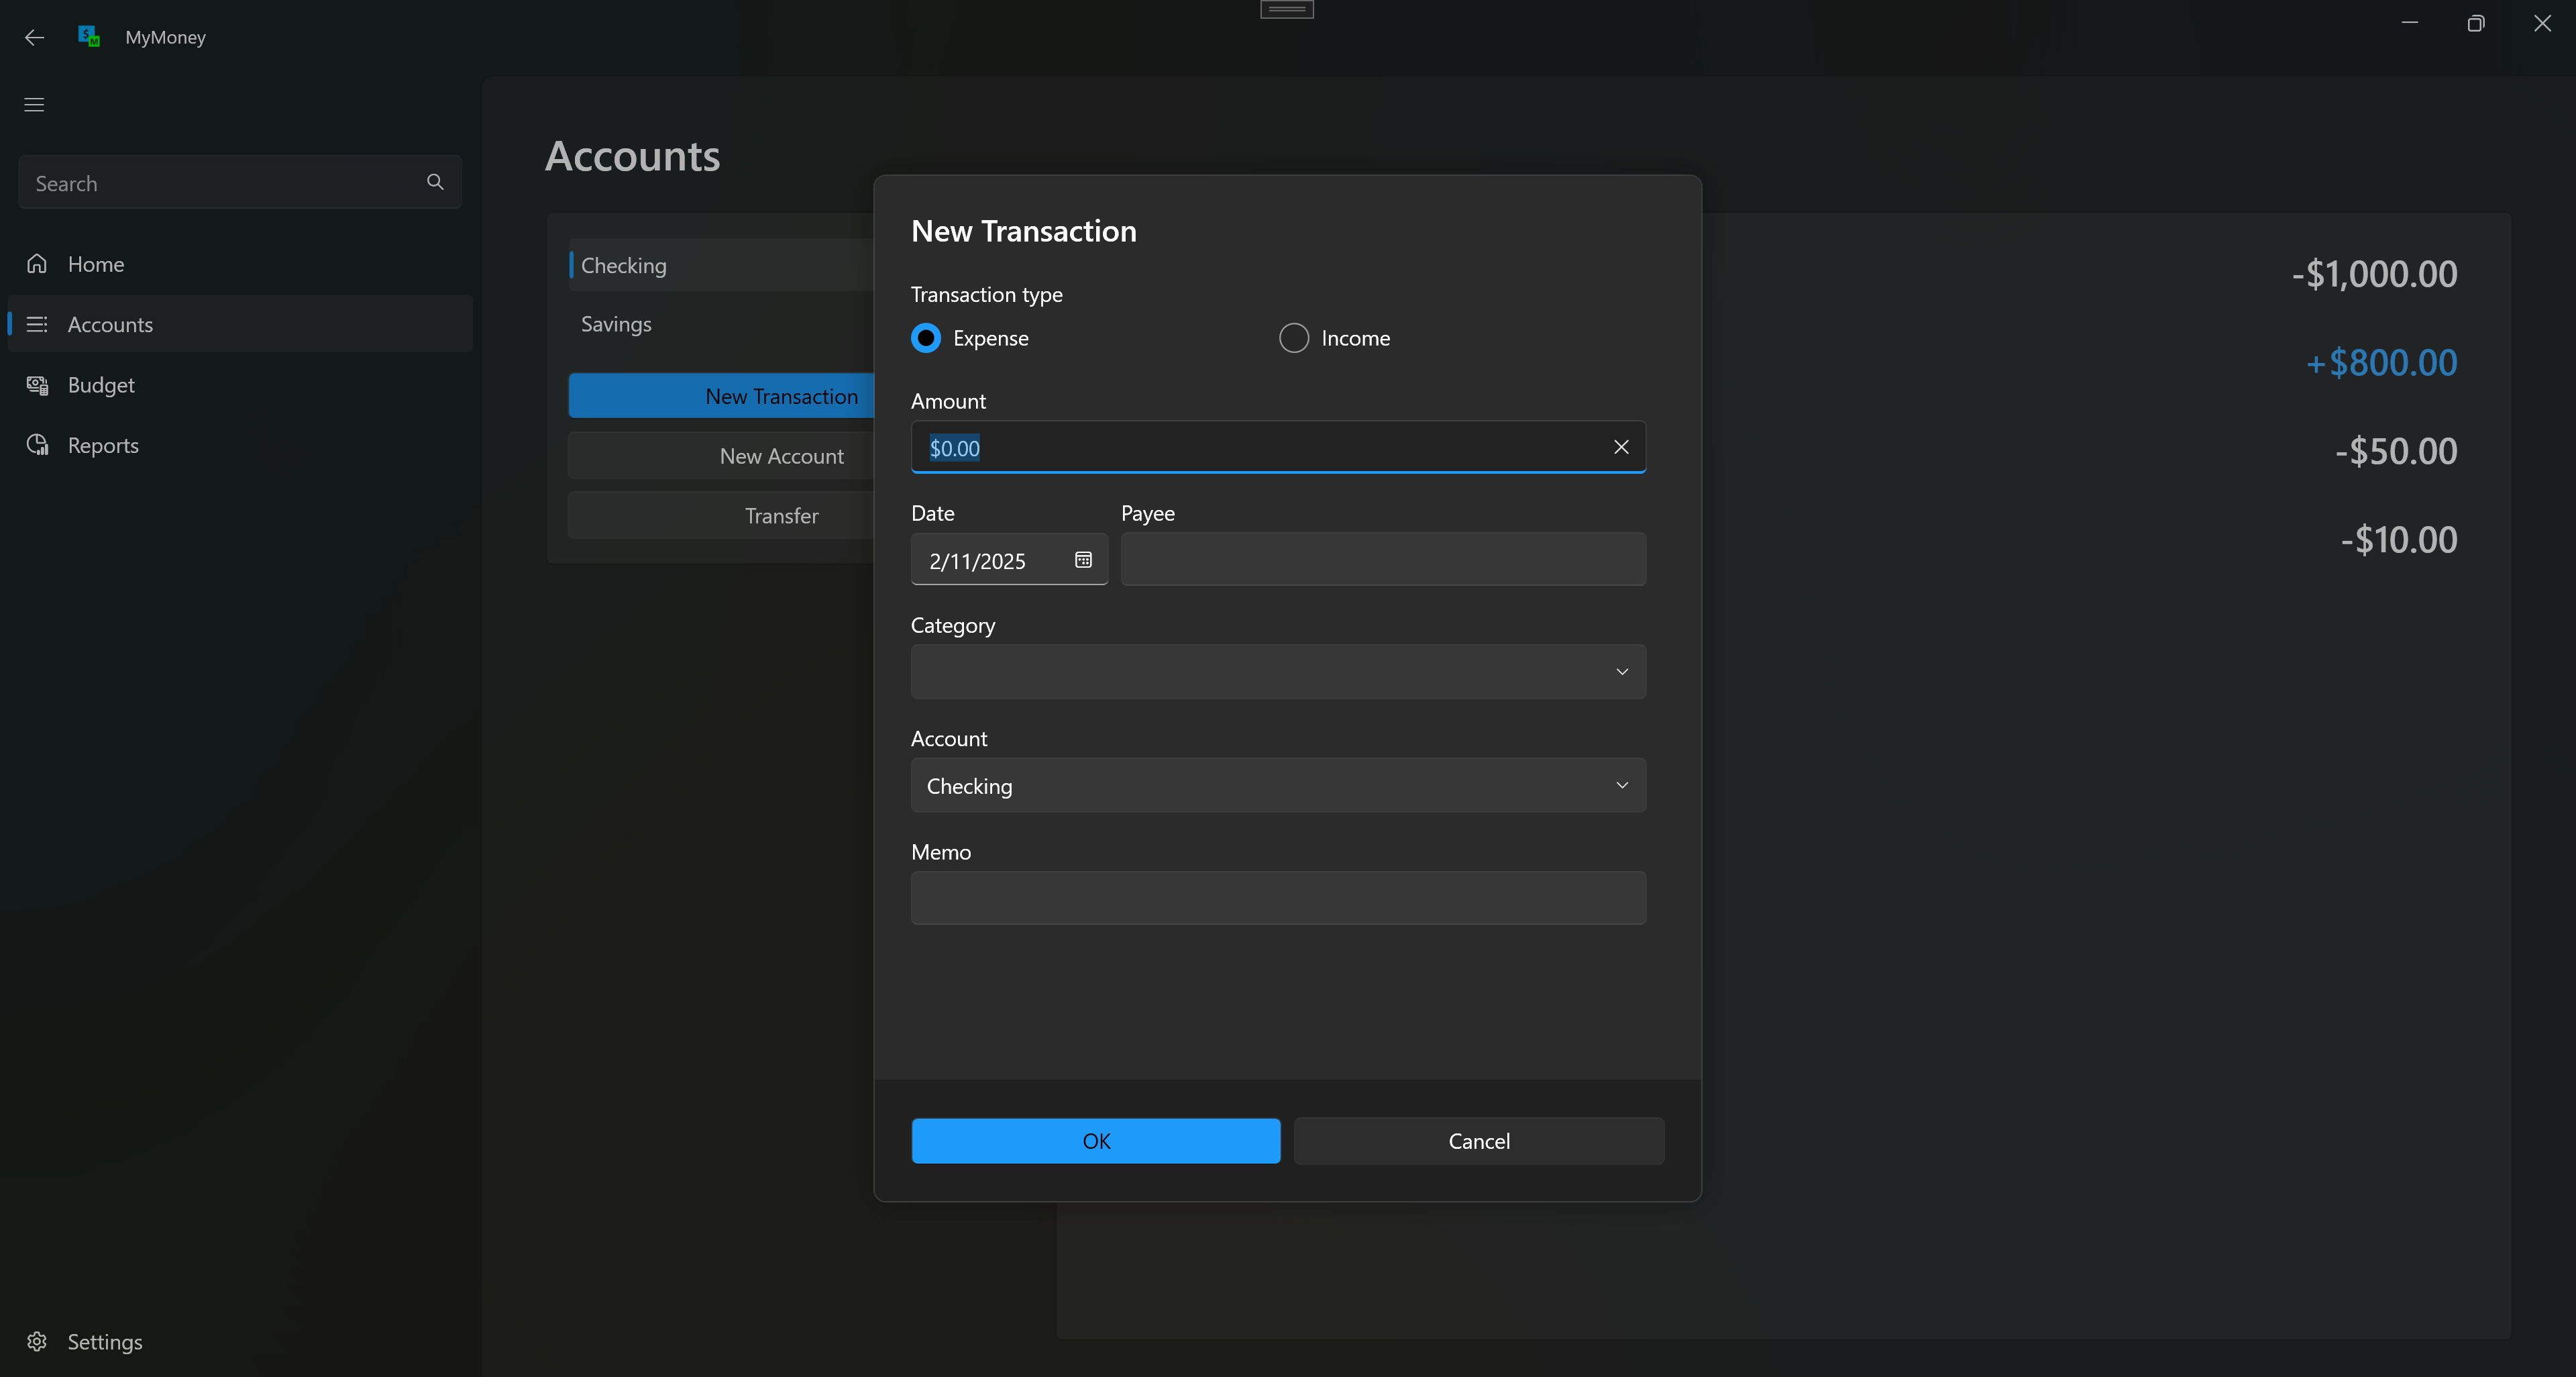 MyMoney
Search
Home
Accounts
Budget
Reports
Settings
Accounts
Checking
Savings
New Transaction
New Account
Transfer
-$1,000.00
+$800.00
-$50.00
-$10.00
New Transaction
Transaction type
Expense Income
Amount
$0.00
Date Payee
2/11/2025
Category
Account
Checking
Memo
OK Cancel